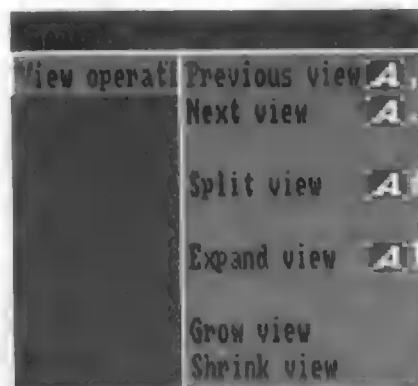 View operati
Previous view A
Next view A
Split view A
Expand view A
Grow view
Shrink view